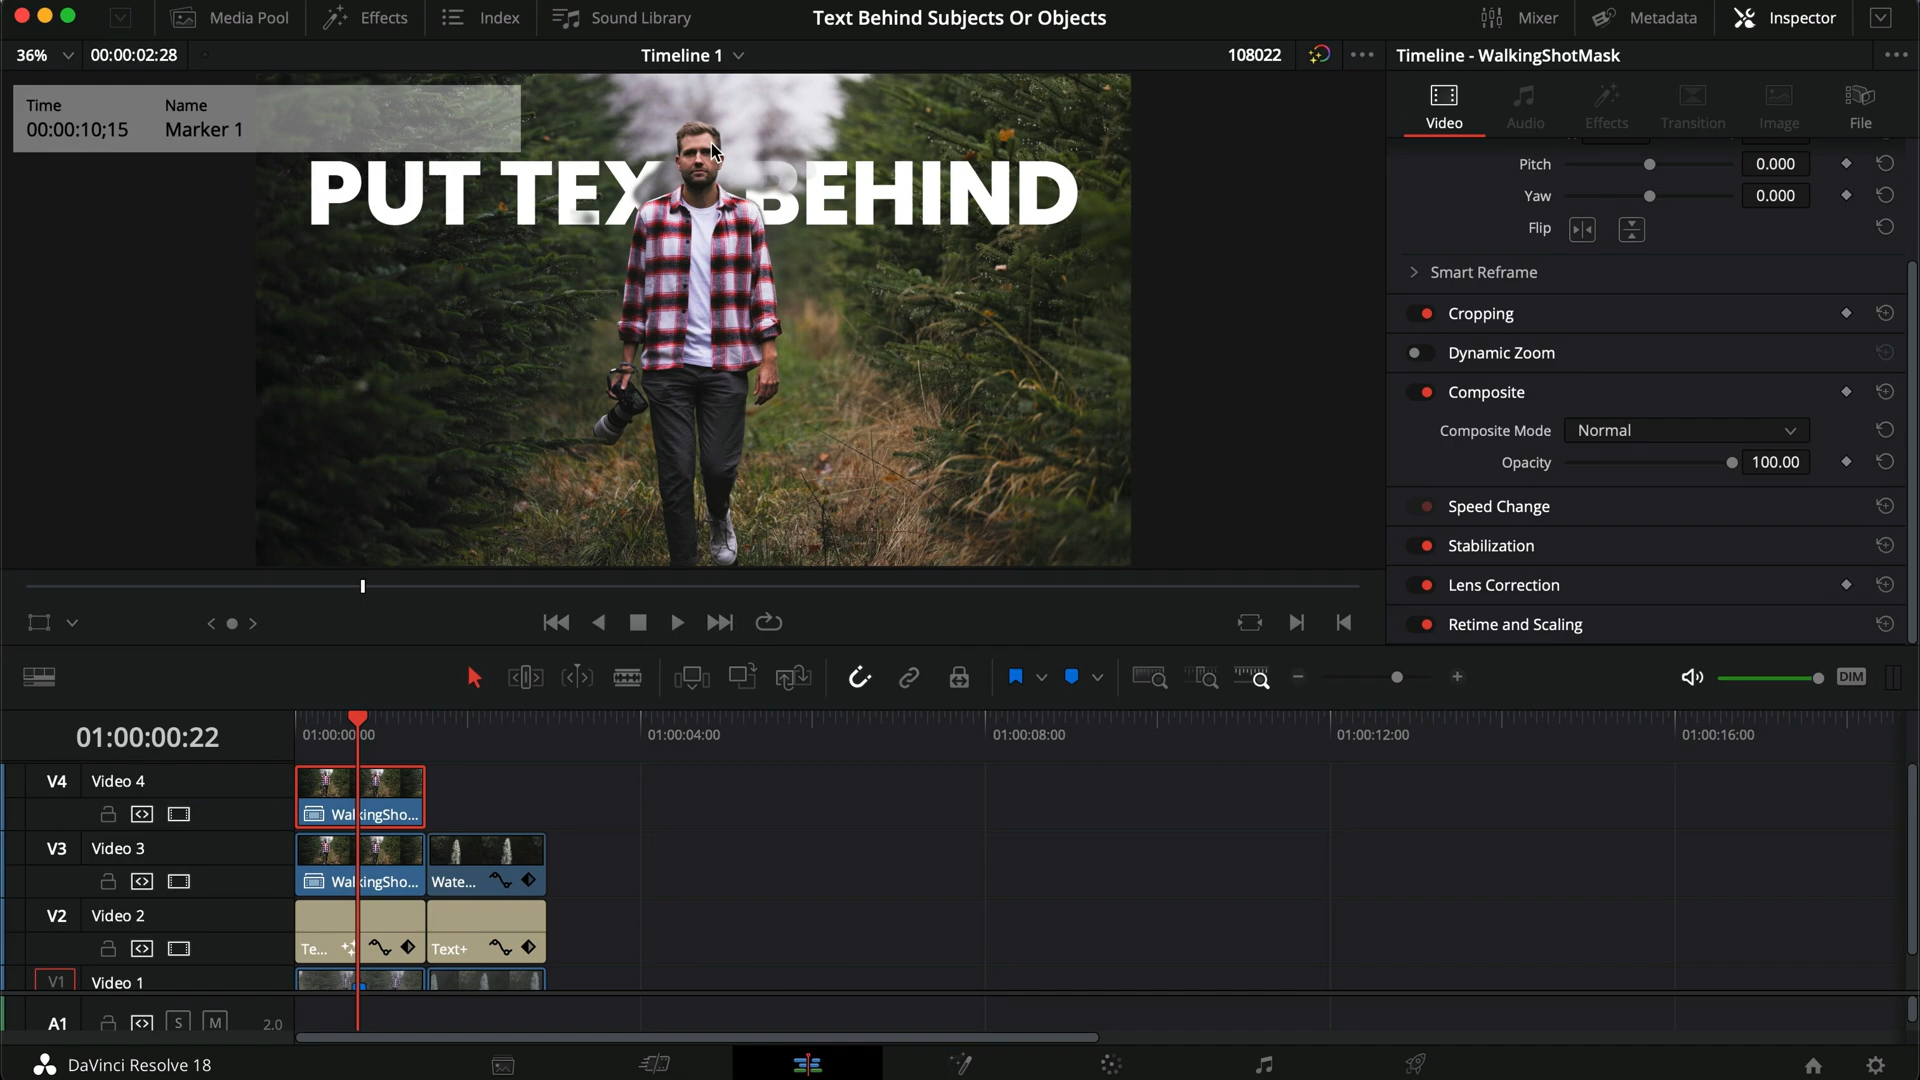 Media Pool Effects Index Sound Library Text Behind Subjects Or Objects Mixer Metadata Inspector
36% 00:00:02:28 Timeline 1 108022 Timeline - WalkingShotMask
Time Name
00:00:10;15 Marker 1
Video Audio Effects Transition Image File
PUT TEX BEHIND
Pitch 0.000
Yaw 0.000
Flip
Smart Reframe
Cropping
Dynamic Zoom
Composite
Composite Mode Normal
Opacity 100.00
Speed Change
Stabilization
Lens Correction
Retime and Scaling
DIM
01:00:00:22 01:00:00:00 01:00:04:00 01:00:08:00 01:00:12:00 01:00:16:00
V4 Video 4
WalkingSho...
V3 Video 3
WalkingSho... Wate...
V2 Video 2
Te... Text+
V1 Video 1
A1 S M 2.0
DaVinci Resolve 18